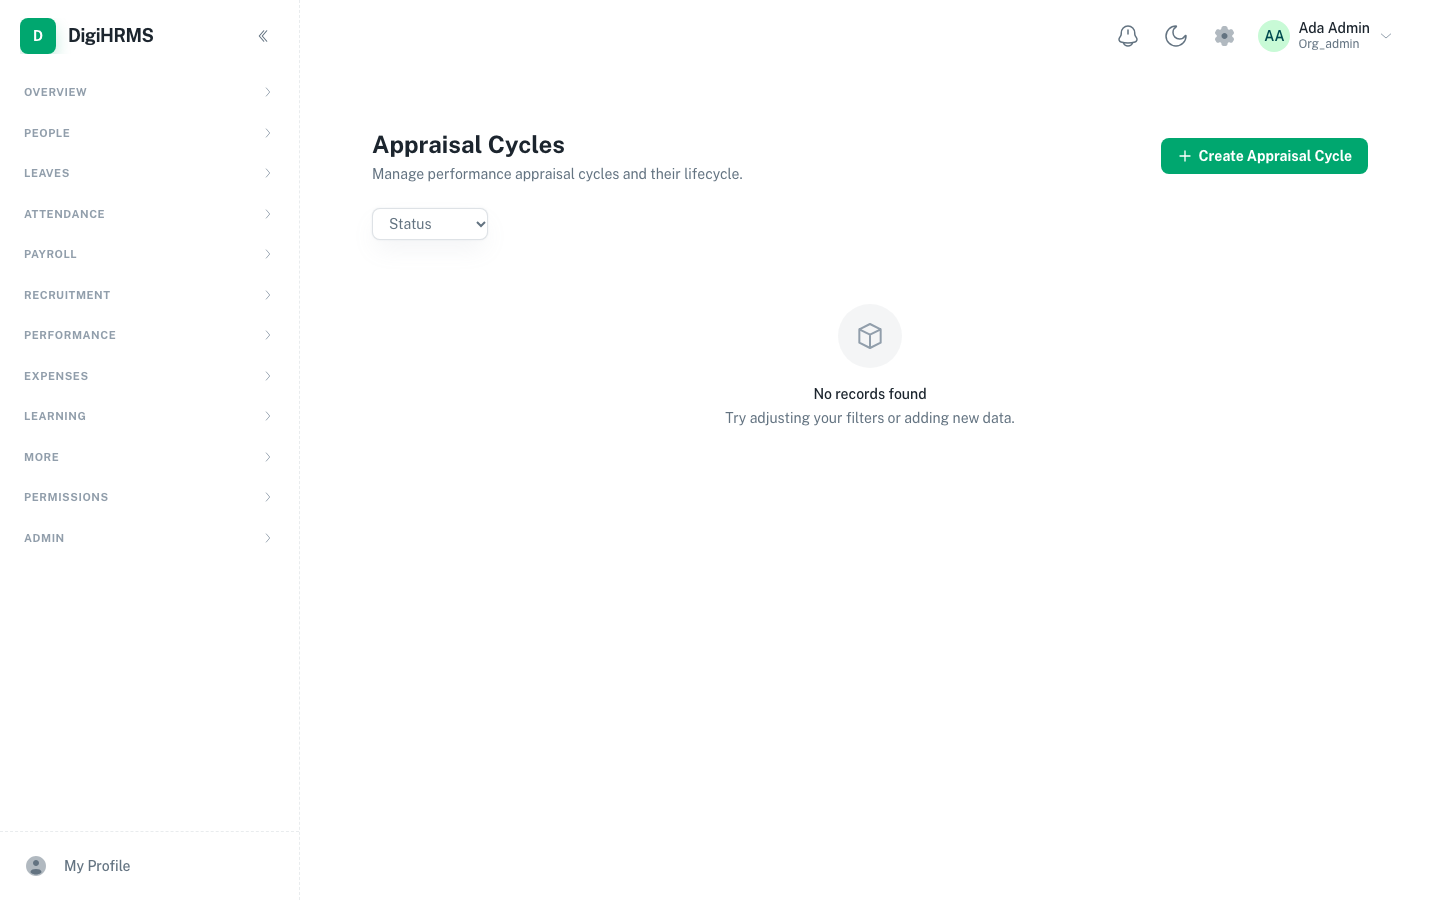 D DigiHRMS
OVERVIEW
PEOPLE
LEAVES
ATTENDANCE
PAYROLL
RECRUITMENT
PERFORMANCE
EXPENSES
LEARNING
MORE
PERMISSIONS
ADMIN
My Profile
AA Ada Admin
Org_admin
Appraisal Cycles
Manage performance appraisal cycles and their lifecycle.
Create Appraisal Cycle
Status
No records found
Try adjusting your filters or adding new data.